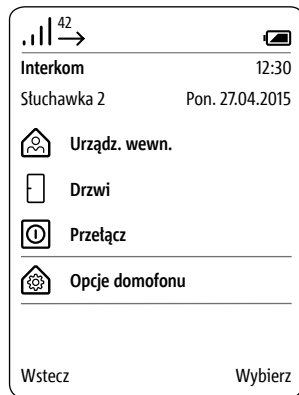 42
Interkom 12:30
Słuchawka 2 Pon. 27.04.2015
Urządz. wewn.
Drzwi
Przełącz
Opcje domofonu
Wstecz Wybierz